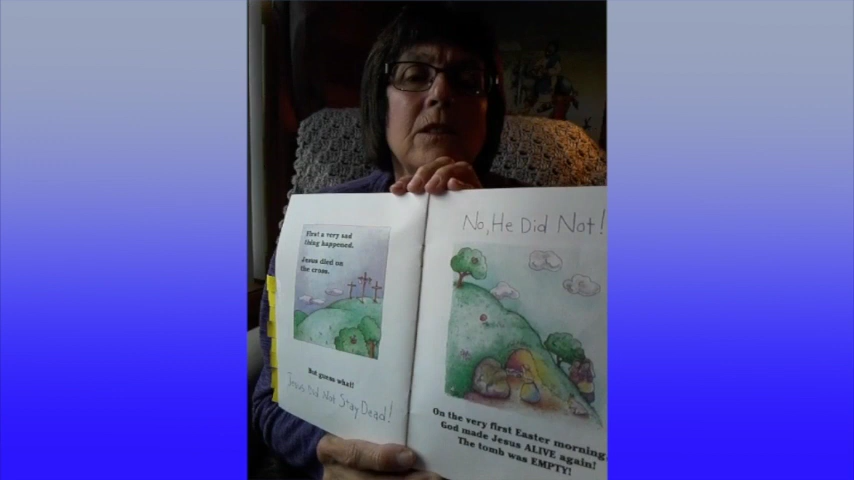 First a very sad
thing happened.
Jesus died on
the cross.
But guess what!
Jesus Did Not Stay Dead!
No, He Did Not!
On the very first Easter morning,
God made Jesus ALIVE again!
The tomb was EMPTY!